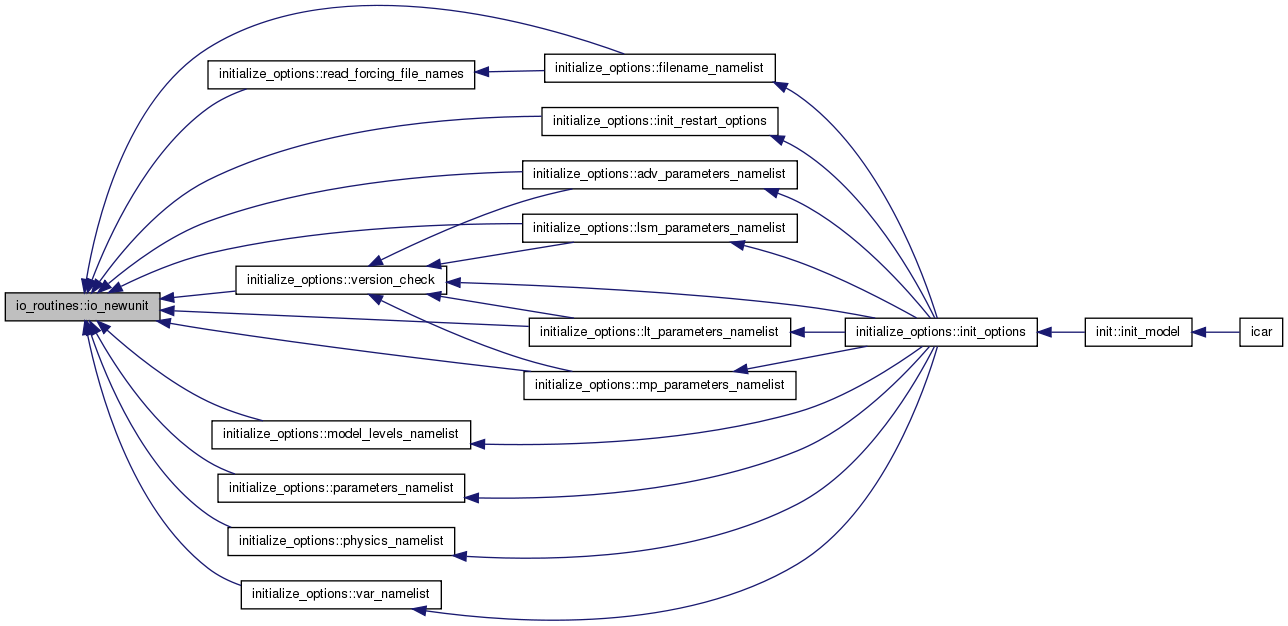 initialize_options::filename_namelist
initialize_options::read_forcing_file_names
initialize_options::init_restart_options
initialize_options::adv_parameters_namelist
initialize_options::lsm_parameters_namelist
initialize_options::version_check
io_routines::io_newunit
initialize_options::lt_parameters_namelist
initialize_options::init_options
init::init_model
icar
initialize_options::mp_parameters_namelist
initialize_options::model_levels_namelist
initialize_options::parameters_namelist
initialize_options::physics_namelist
initialize_options::var_namelist